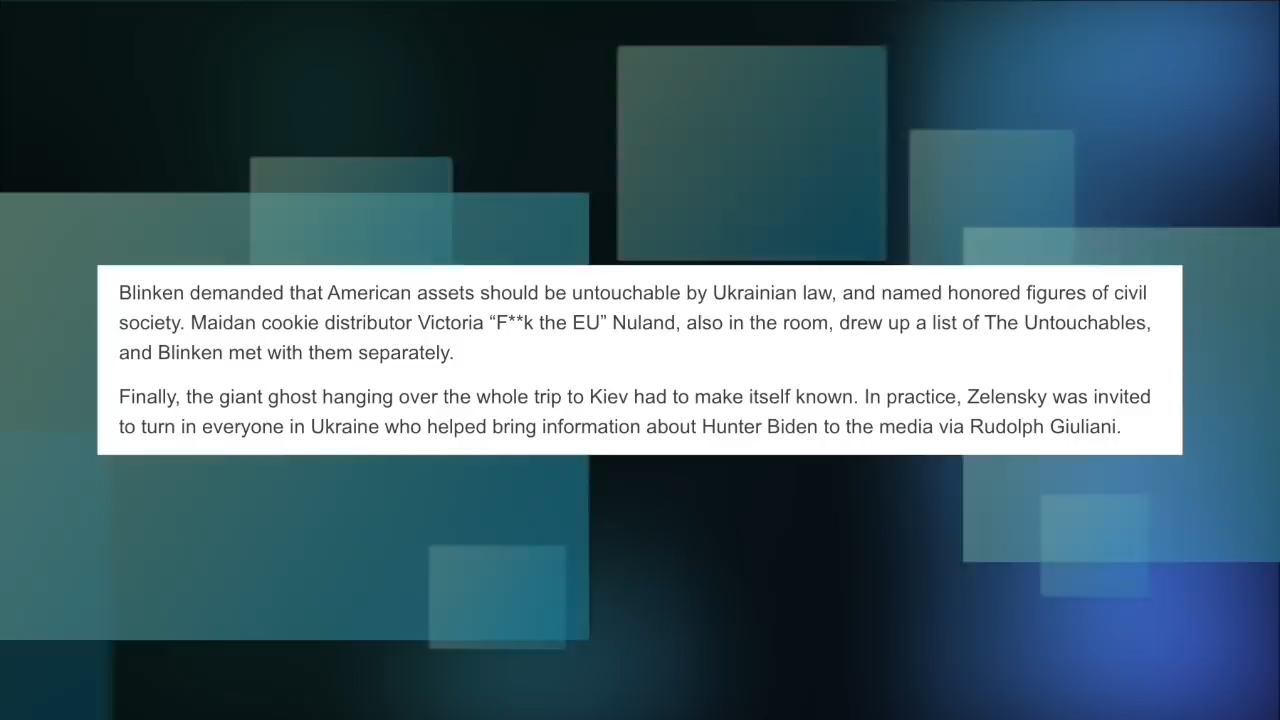 Blinken demanded that American assets should be untouchable by Ukrainian law, and named honored figures of civil
society. Maidan cookie distributor Victoria “F**k the EU” Nuland, also in the room, drew up a list of The Untouchables,
and Blinken met with them separately.
Finally, the giant ghost hanging over the whole trip to Kiev had to make itself known. In practice, Zelensky was invited
to turn in everyone in Ukraine who helped bring information about Hunter Biden to the media via Rudolph Giuliani.